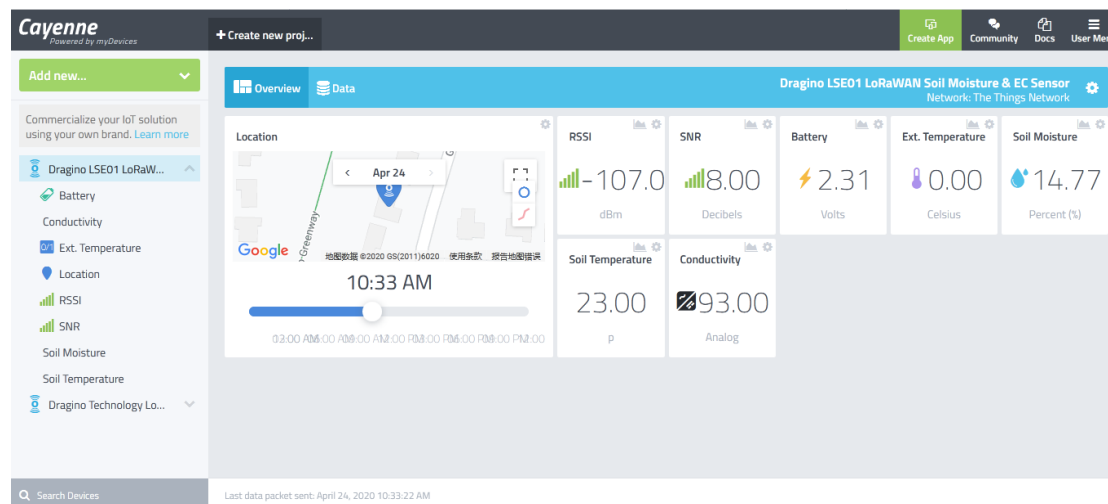 Cayenne
Powered by myDevices
+ Create new proj...
Create App
Community
Docs
User Men
Add new...
Commercialize your IoT solution
using your own brand. Learn more
Dragino LSE01 LoRaW...
Battery
Conductivity
0/1 Ext. Temperature
Location
RSSI
SNR
Soil Moisture
Soil Temperature
Dragino Technology Lo...
Search Devices
Overview
Data
Dragino LSE01 LoRaWAN Soil Moisture & EC Sensor
Network: The Things Network
Location
< Apr 24 >
Google
地图数据 ©2020 GS(2011)6020 使用条款 报告地图错误
10:33 AM
RSSI
-107.0
dBm
SNR
8.00
Decibels
Battery
2.31
Volts
Ext. Temperature
0.00
Celsius
Soil Moisture
14.77
Percent (%)
Soil Temperature
23.00
p
Conductivity
93.00
Analog
Last data packet sent: April 24, 2020 10:33:22 AM